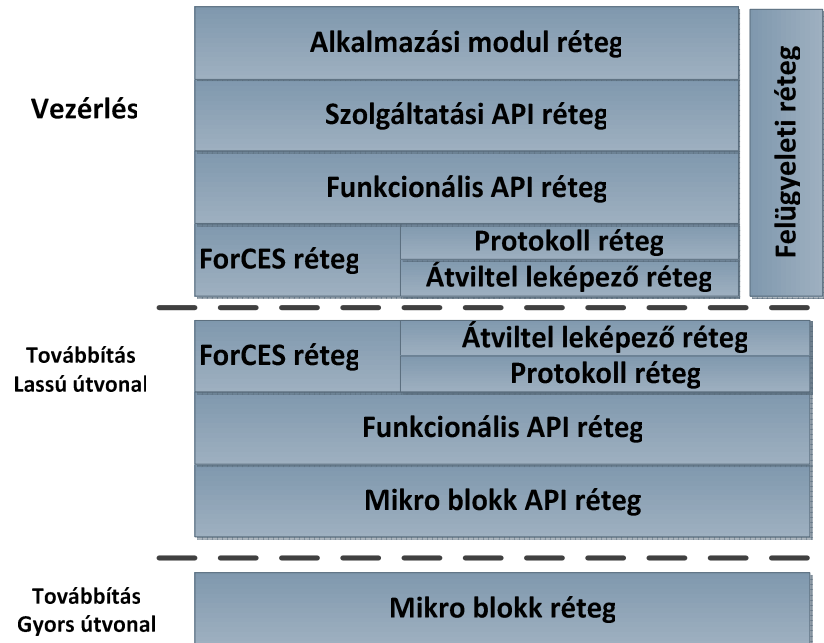 Alkalmazási modul réteg
Vezérlés
Szolgáltatási API réteg
Funkcionális API réteg
Felügyeleti réteg
ForCES réteg
Protokoll réteg
Átviltel leképező réteg
Továbbítás
Lassú útvonal
ForCES réteg
Átviltel leképező réteg
Protokoll réteg
Funkcionális API réteg
Mikro blokk API réteg
Továbbítás
Gyors útvonal
Mikro blokk réteg